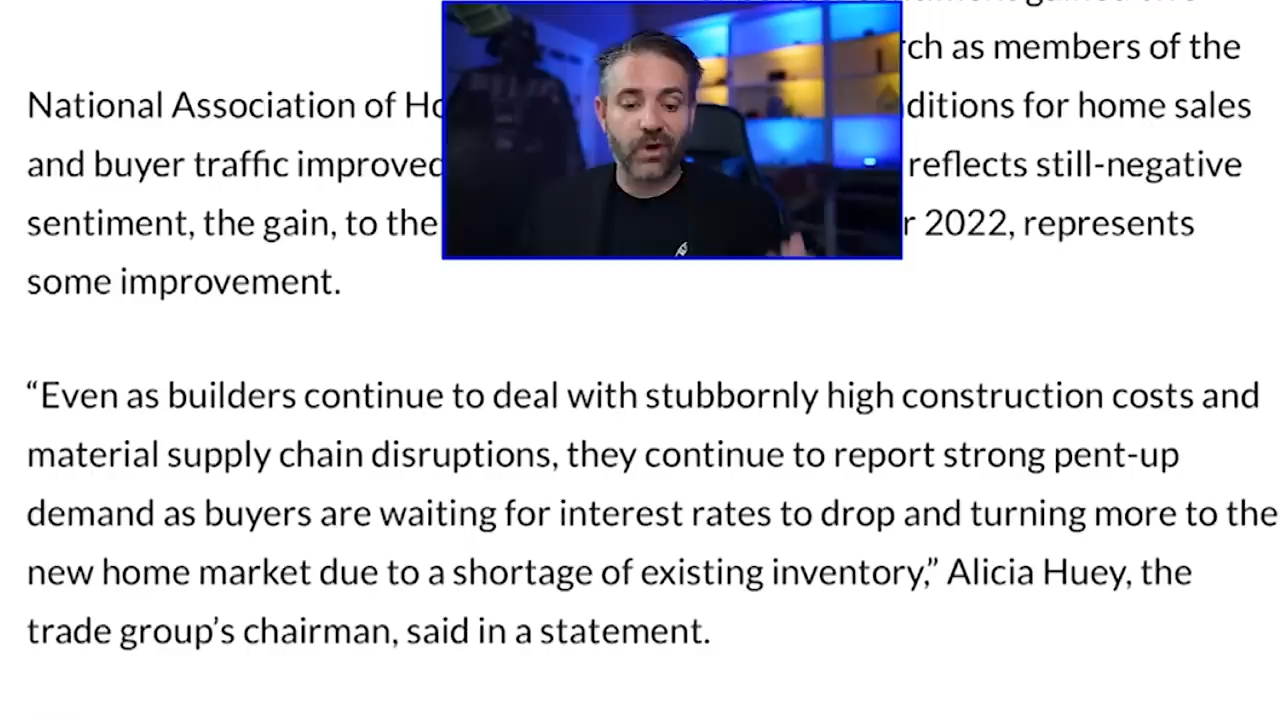 rch as members of the
National Association of Ho ditions for home sales
and buyer traffic improved reflects still-negative
sentiment, the gain, to the r 2022, represents
some improvement.
“Even as builders continue to deal with stubbornly high construction costs and
material supply chain disruptions, they continue to report strong pent-up
demand as buyers are waiting for interest rates to drop and turning more to the
new home market due to a shortage of existing inventory,” Alicia Huey, the
trade group’s chairman, said in a statement.